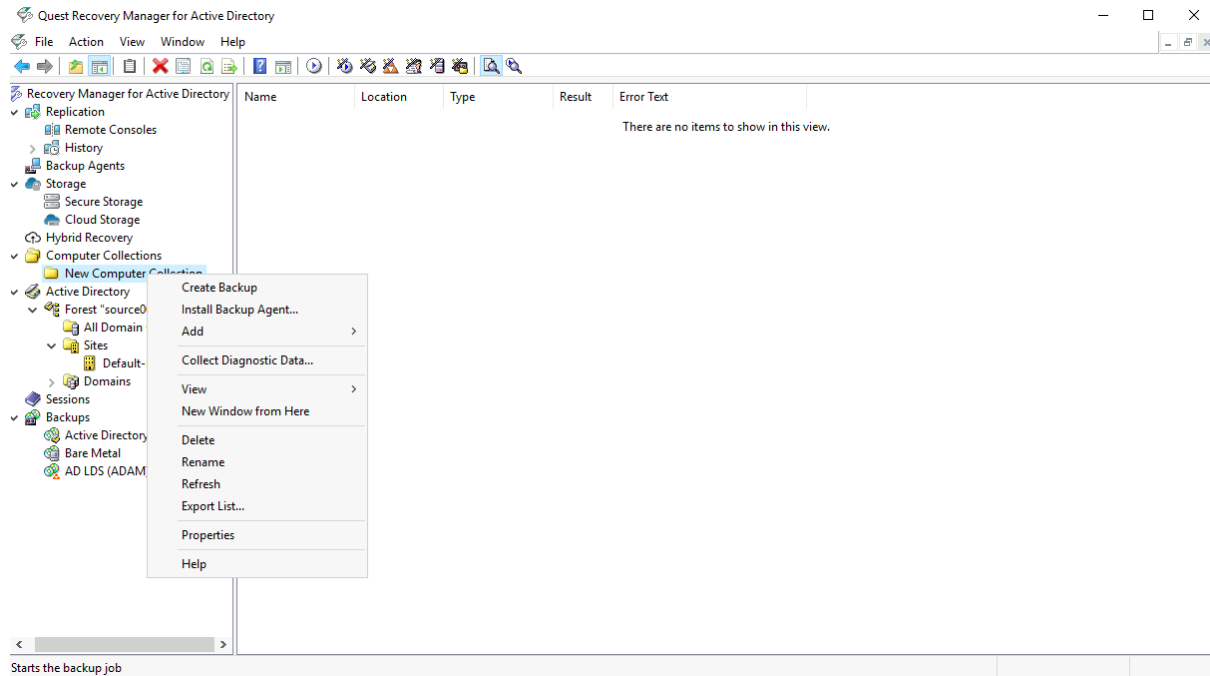 Quest Recovery Manager for Active Directory
File Action View Window Help
Recovery Manager for Active Directory
Replication
Remote Consoles
History
Backup Agents
Storage
Secure Storage
Cloud Storage
Hybrid Recovery
Computer Collections
New Computer Collection
Active Directory
Forest "source0
All Domain
Sites
Default-
Domains
Sessions
Backups
Active Directory
Bare Metal
AD LDS (ADAM)
Name Location Type Result Error Text
There are no items to show in this view.
Create Backup
Install Backup Agent...
Add
Collect Diagnostic Data...
View
New Window from Here
Delete
Rename
Refresh
Export List...
Properties
Help
Starts the backup job